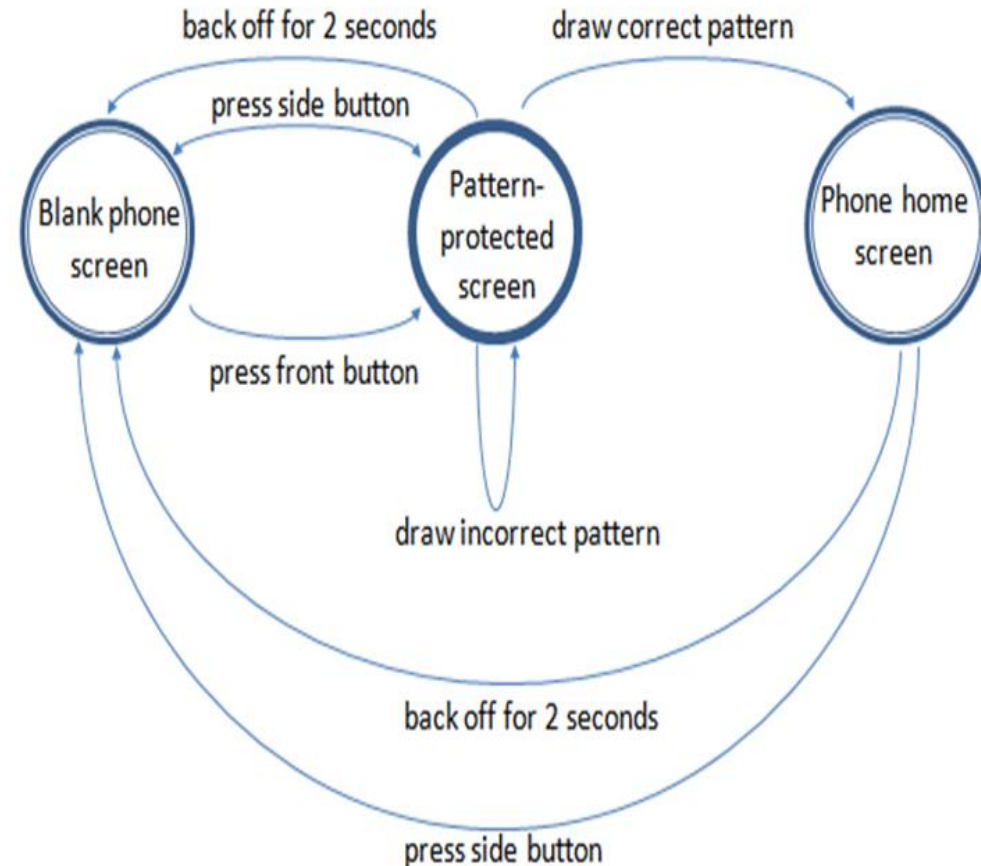 back off for 2 seconds
draw correct pattern
press side button
Blank phone
screen
Pattern-
protected
screen
Phone home
screen
press front button
draw incorrect pattern
back off for 2 seconds
press side button